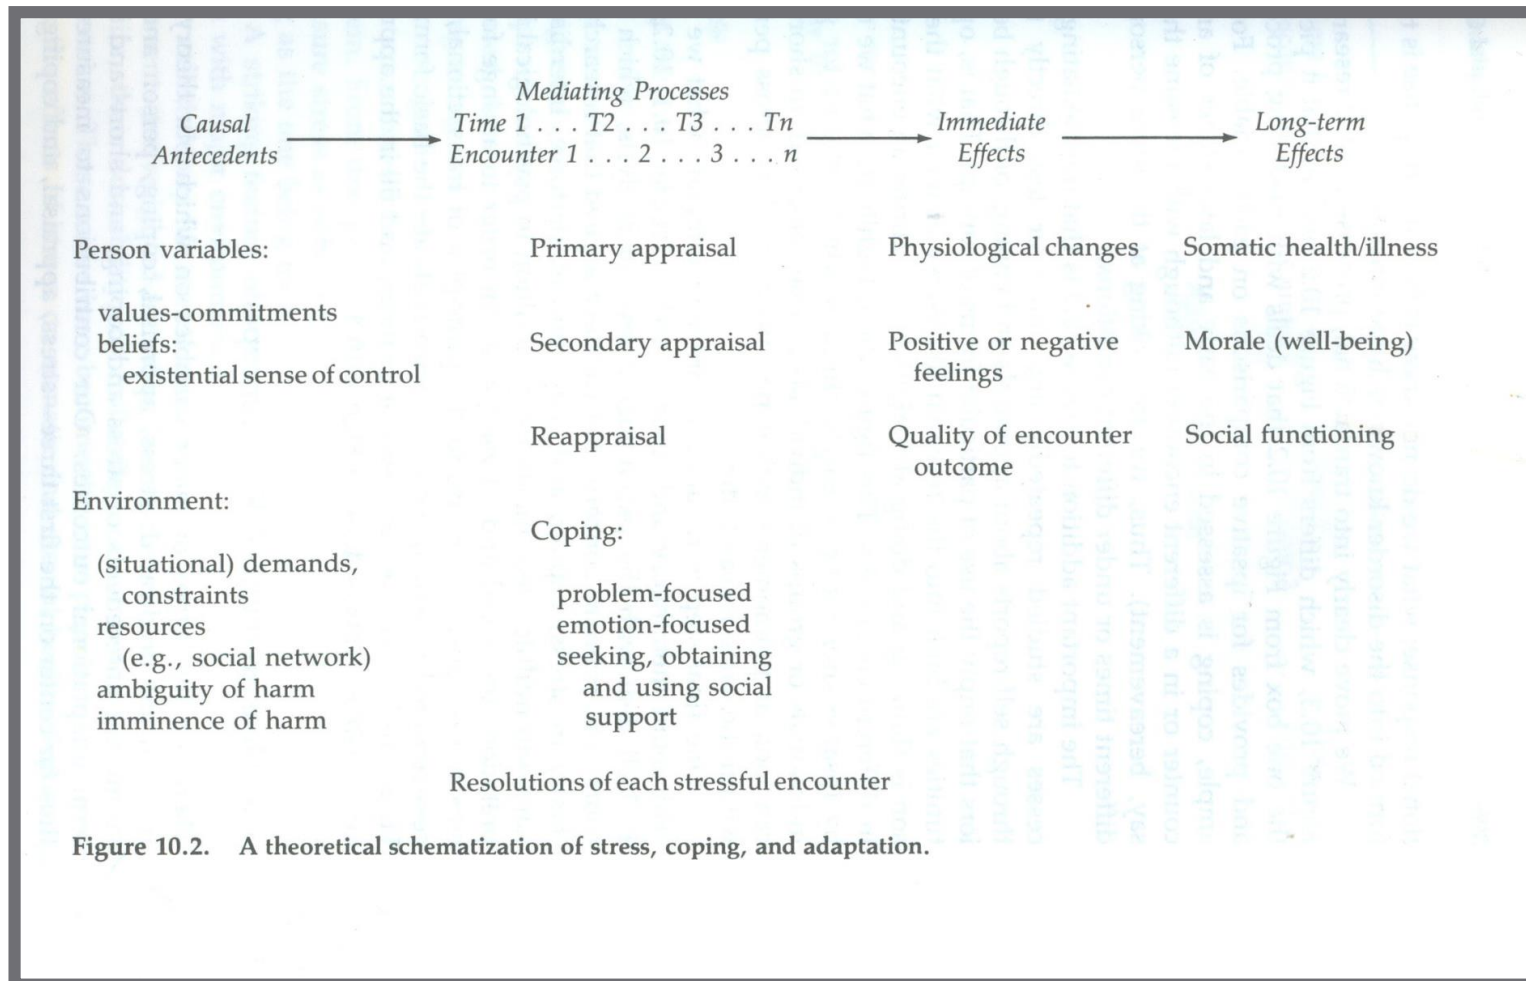 Causal
Antecedents
Mediating Processes
Time 1 . . . T2 . . . T3 . . . Tn
Encounter 1 . . . 2 . . . 3 . . . n
Immediate
Effects
Long-term
Effects
Person variables:
values-commitments
beliefs:
existential sense of control
Environment:
(situational) demands,
constraints
resources
(e.g., social network)
ambiguity of harm
imminence of harm
Primary appraisal
Secondary appraisal
Reappraisal
Coping:
problem-focused
emotion-focused
seeking, obtaining
and using social
support
Resolutions of each stressful encounter
Physiological changes
Positive or negative
feelings
Quality of encounter
outcome
Somatic health/illness
Morale (well-being)
Social functioning
Figure 10.2. A theoretical schematization of stress, coping, and adaptation.